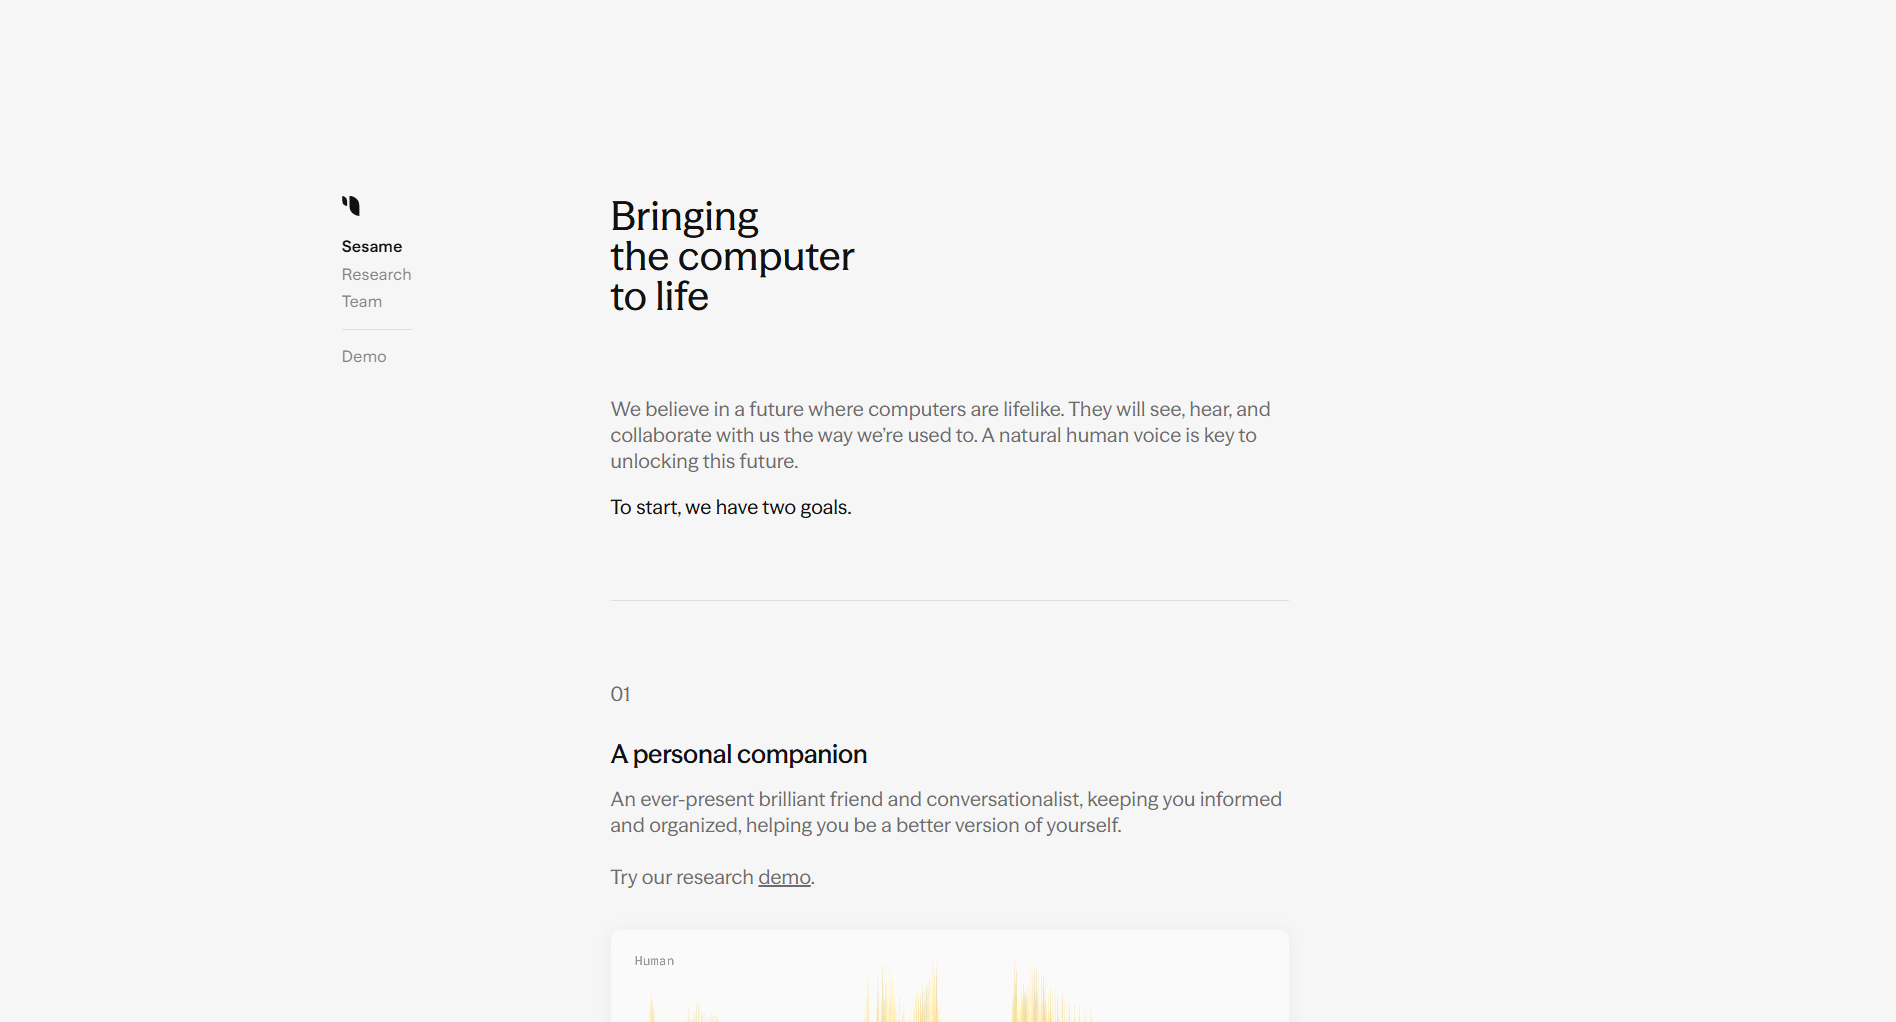 Sesame
Research
Team
Demo
Bringing
the computer
to life
We believe in a future where computers are lifelike. They will see, hear, and
collaborate with us the way we’re used to. A natural human voice is key to
unlocking this future.
To start, we have two goals.
01
A personal companion
An ever-present brilliant friend and conversationalist, keeping you informed
and organized, helping you be a better version of yourself.
Try our research demo.
Human